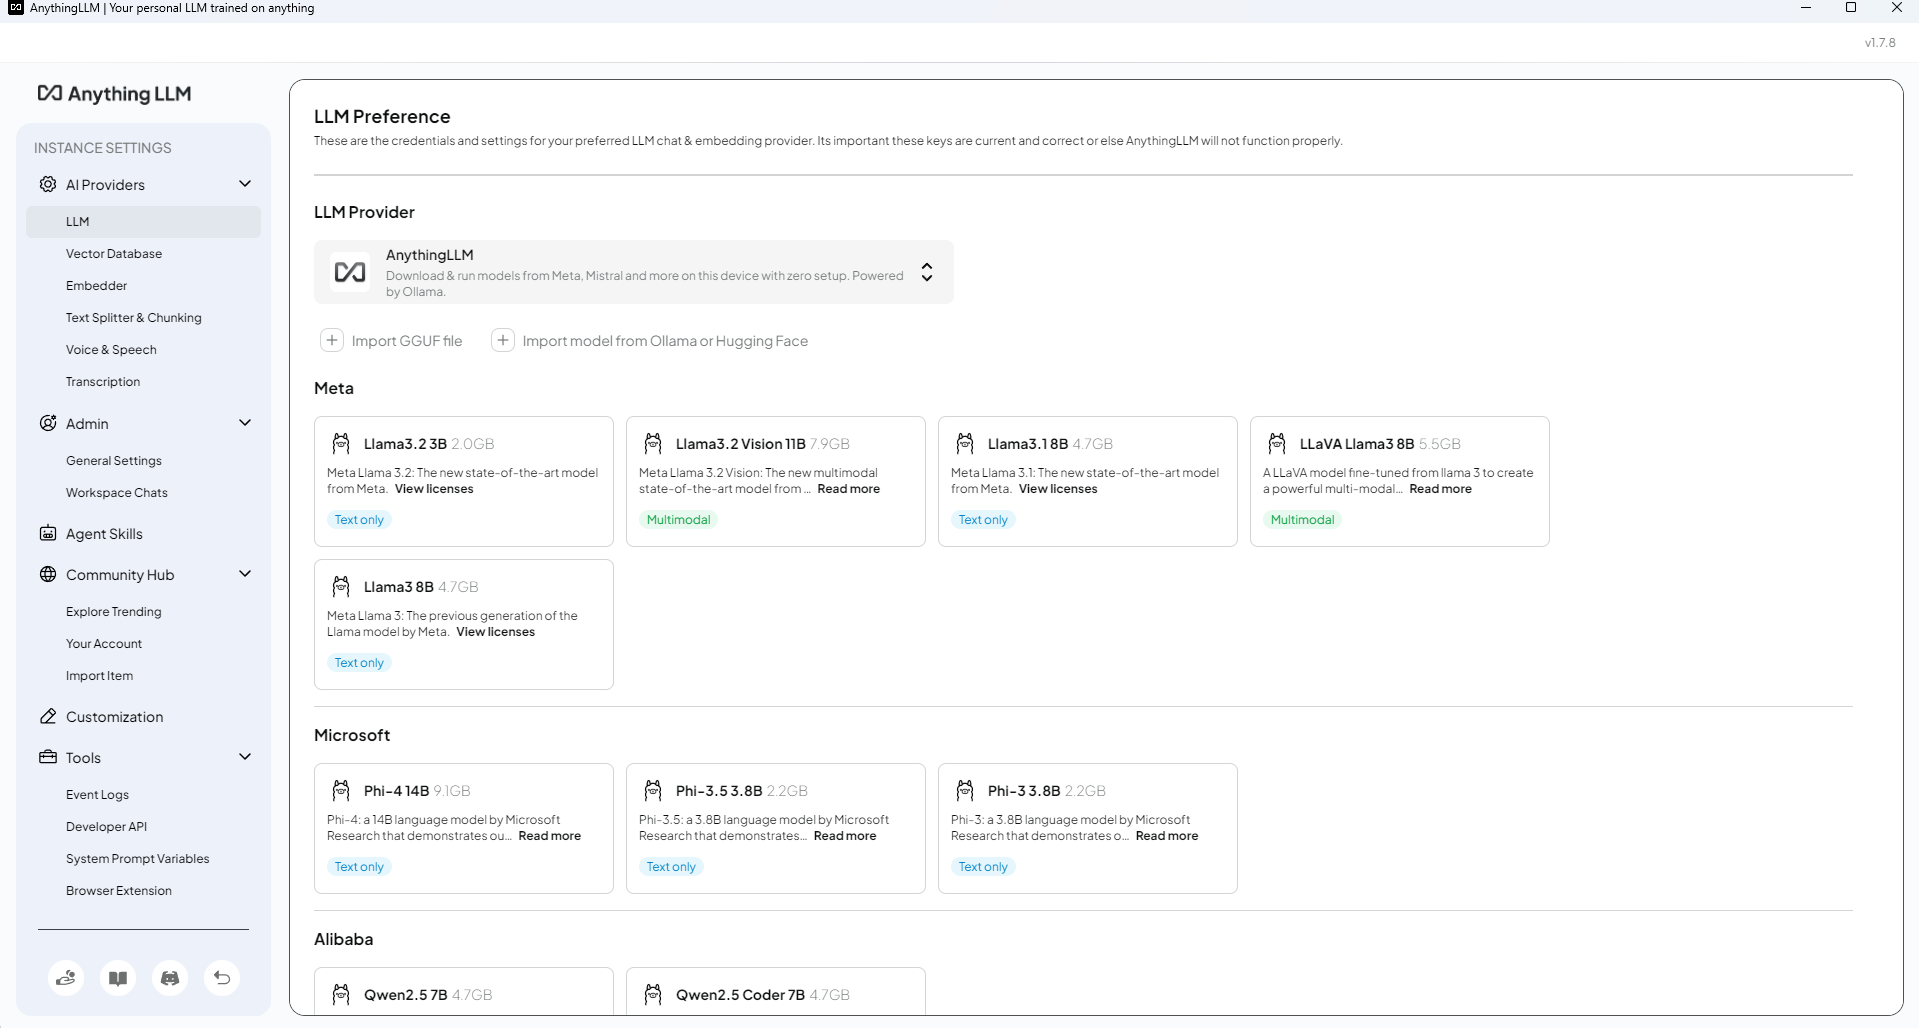 AnythingLLM | Your personal LLM trained on anything
v1.7.8
Anything LLM
INSTANCE SETTINGS
AI Providers
LLM
Vector Database
Embedder
Text Splitter & Chunking
Voice & Speech
Transcription
Admin
General Settings
Workspace Chats
Agent Skills
Community Hub
Explore Trending
Your Account
Import Item
Customization
Tools
Event Logs
Developer API
System Prompt Variables
Browser Extension
LLM Preference
These are the credentials and settings for your preferred LLM chat & embedding provider. Its important these keys are current and correct or else AnythingLLM will not function properly.
LLM Provider
AnythingLLM
Download & run models from Meta, Mistral and more on this device with zero setup. Powered
by Ollama.
Import GGUF file
Import model from Ollama or Hugging Face
Meta
Llama3.2 3B 2.0GB
Meta Llama 3.2: The new state-of-the-art model
from Meta. View licenses
Text only
Llama3.2 Vision 11B 7.9GB
Meta Llama 3.2 Vision: The new multimodal
state-of-the-art model from ... Read more
Multimodal
Llama3.1 8B 4.7GB
Meta Llama 3.1: The new state-of-the-art model
from Meta. View licenses
Text only
LLaVA Llama3 8B 5.5GB
A LLaVA model fine-tuned from llama 3 to create
a powerful multi-modal... Read more
Multimodal
Llama3 8B 4.7GB
Meta Llama 3: The previous generation of the
Llama model by Meta. View licenses
Text only
Microsoft
Phi-4 14B 9.1GB
Phi-4: a 14B language model by Microsoft
Research that demonstrates ou... Read more
Text only
Phi-3.5 3.8B 2.2GB
Phi-3.5: a 3.8B language model by Microsoft
Research that demonstrates... Read more
Text only
Phi-3 3.8B 2.2GB
Phi-3: a 3.8B language model by Microsoft
Research that demonstrates o... Read more
Text only
Alibaba
Qwen2.5 7B 4.7GB
Qwen2.5 Coder 7B 4.7GB